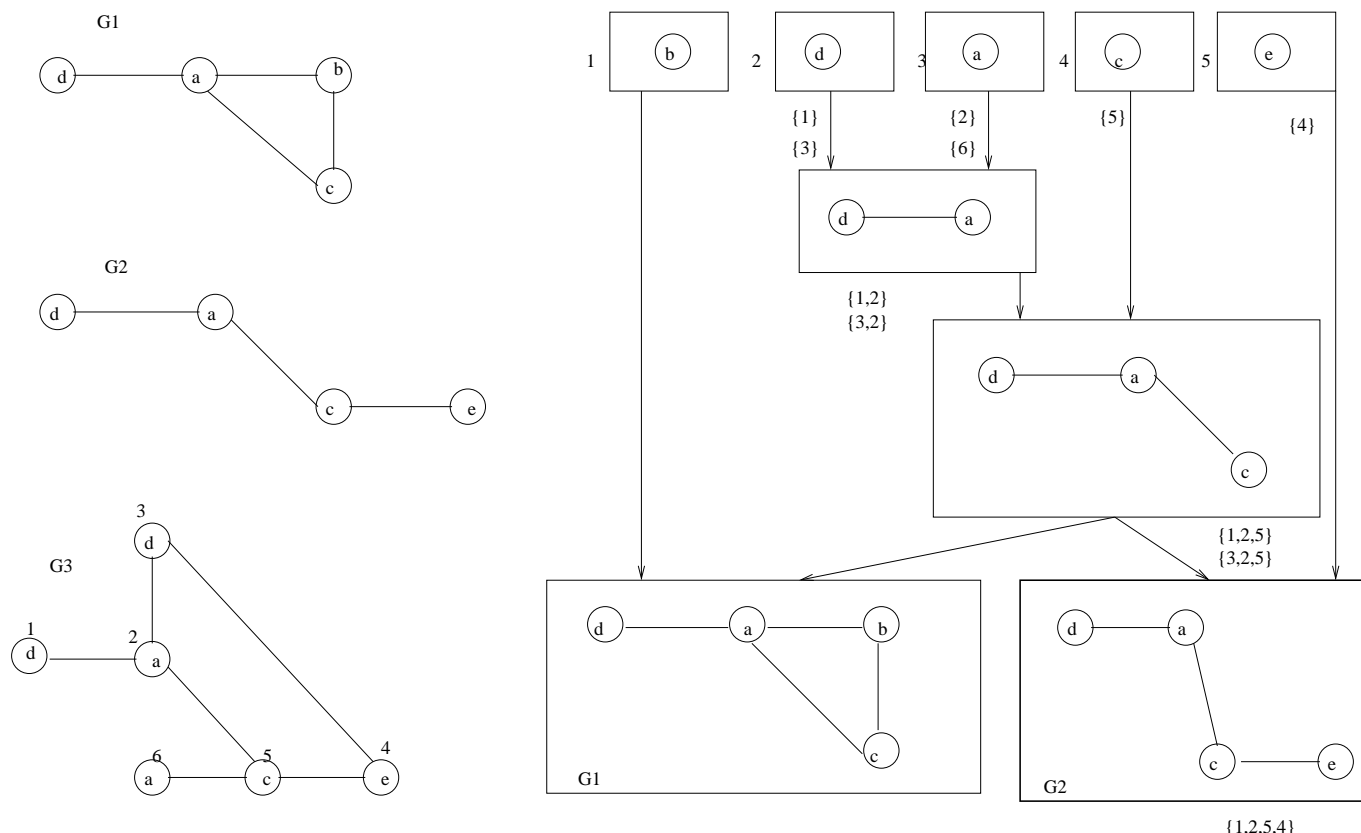 G1
d a b
c
G2
d a
c e
3
d
G3
1
d
2
a
6 5 4
a c e
1 b 2 d 3 a 4 c 5 e
{1} {2} {5} {4}
{3} {6}
d a
{1,2}
{3,2}
d a
c
{1,2,5}
{3,2,5}
d a b
c
G1
d a
c e
G2
{1,2,5,4}